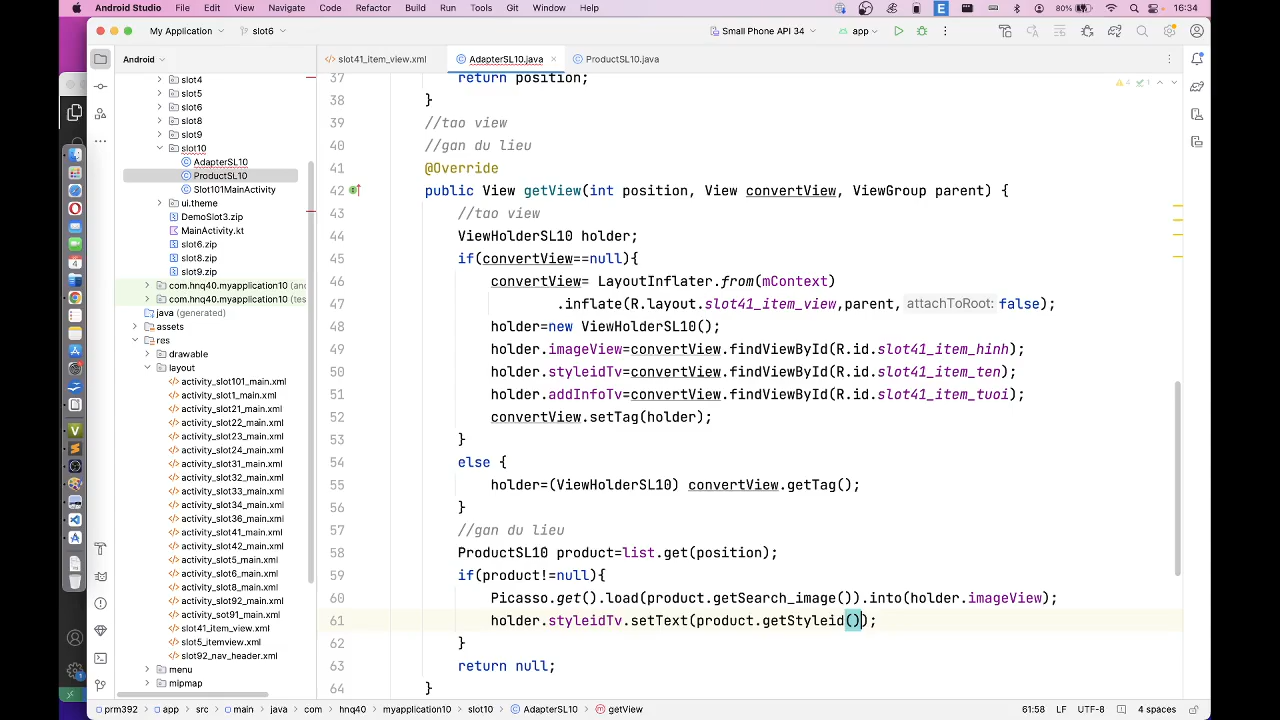 Android Studio File Edit View Navigate Code Refactor Build Run Tools Git Window Help E 80% 16:34
My Application slot6 Small Phone API 34 app
Android
slot41_item_view.xml AdapterSL10.java ProductSL10.java
slot4
slot5
slot6
slot8
slot9
slot10
AdapterSL10
ProductSL10
Slot101MainActivity
ui.theme
DemoSlot3.zip
MainActivity.kt
slot6.zip
slot8.zip
slot9.zip
com.hnq40.myapplication10 (an
com.hnq40.myapplication10 (tes
java (generated)
assets
res
drawable
layout
activity_slot101_main.xml
activity_slot1_main.xml
activity_slot21_main.xml
activity_slot22_main.xml
activity_slot23_main.xml
activity_slot24_main.xml
activity_slot31_main.xml
activity_slot32_main.xml
activity_slot33_main.xml
activity_slot34_main.xml
activity_slot36_main.xml
activity_slot41_main.xml
activity_slot42_main.xml
activity_slot5_main.xml
activity_slot6_main.xml
activity_slot8_main.xml
activity_slot92_main.xml
activity_sot91_main.xml
slot41_item_view.xml
slot5_itemview.xml
slot92_nav_header.xml
menu
mipmap
37 return position;
38 }
39 //tao view
40 //gan du lieu
41 @Override
42 public View getView(int position, View convertView, ViewGroup parent) {
43 //tao view
44 ViewHolderSL10 holder;
45 if(convertView==null){
46 convertView= LayoutInflater.from(mContext)
47 .inflate(R.layout.slot41_item_view,parent, attachToRoot: false);
48 holder=new ViewHolderSL10();
49 holder.imageView=convertView.findViewById(R.id.slot41_item_hinh);
50 holder.styleidTv=convertView.findViewById(R.id.slot41_item_ten);
51 holder.addInfoTv=convertView.findViewById(R.id.slot41_item_tuoi);
52 convertView.setTag(holder);
53 }
54 else {
55 holder=(ViewHolderSL10) convertView.getTag();
56 }
57 //gan du lieu
58 ProductSL10 product=list.get(position);
59 if(product!=null){
60 Picasso.get().load(product.getSearch_image()).into(holder.imageView);
61 holder.styleidTv.setText(product.getStyleid());
62 }
63 return null;
64 }
4 1
prm392 app src main java com hnq40 myapplication10 slot10 AdapterSL10 getView 61:58 LF UTF-8 4 spaces